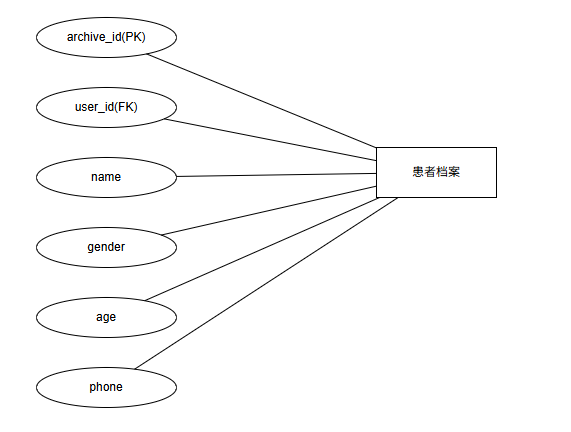 archive_id(PK)
user_id(FK)
name
患者档案
gender
age
phone